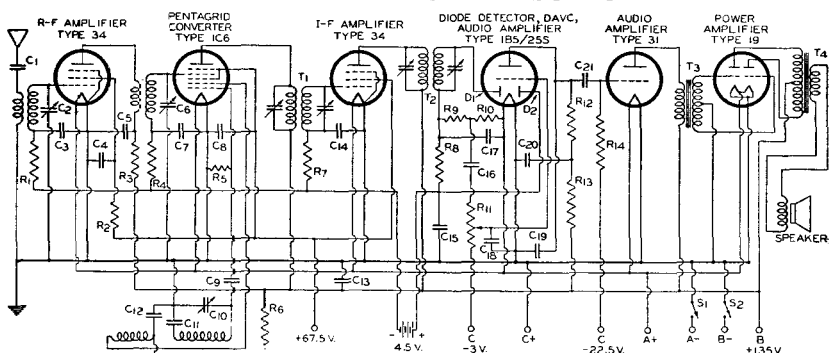 R-F AMPLIFIER
TYPE 34
PENTAGRID
CONVERTER
TYPE 1C6
I-F AMPLIFIER
TYPE 34
DIODE DETECTOR, DAVC,
AUDIO AMPLIFIER
TYPE 1B5/25S
AUDIO
AMPLIFIER
TYPE 31
POWER
AMPLIFIER
TYPE 19
C1
C2
C3
C4
C5
C6
C7
C8
T1
C14
T2
D1
D2
R9
R10
C17
C20
C21
R12
R14
T3
T4
R1
R2
R3
R4
R5
R7
R8
C16
R11
R13
C15
C18
C19
SPEAKER
C9
C13
C12
C11
C10
R6
+67.5 V.
- +
4.5 V.
C
-3 V.
C+
C
-22.5 V.
A+
A-
S1
B-
S2
B
+135 V.